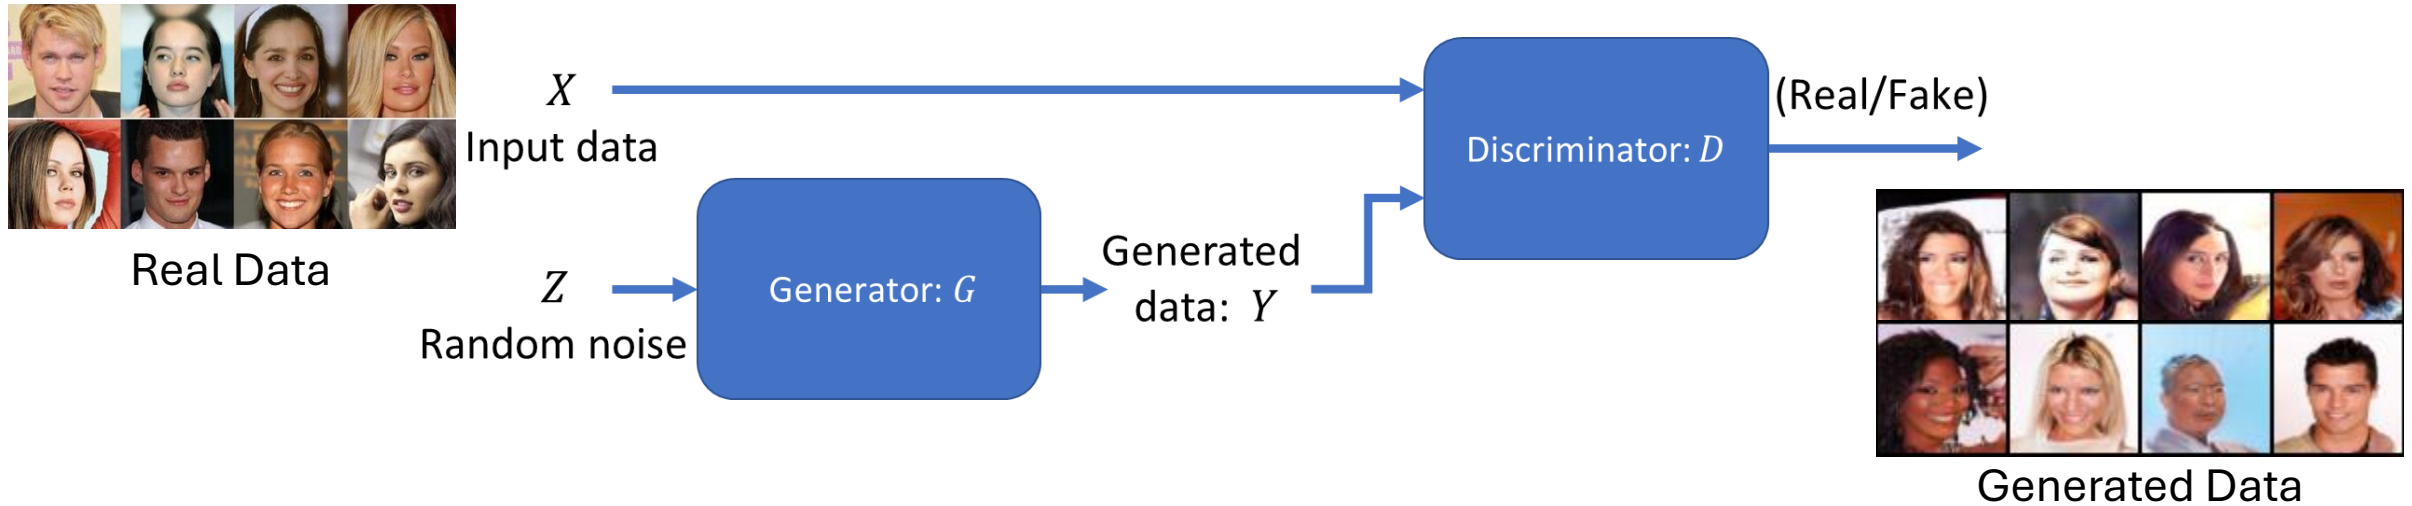 Real Data
X
Input data
Z
Random noise
Generator: G
Generated
data: Y
Discriminator: D
(Real/Fake)
Generated Data